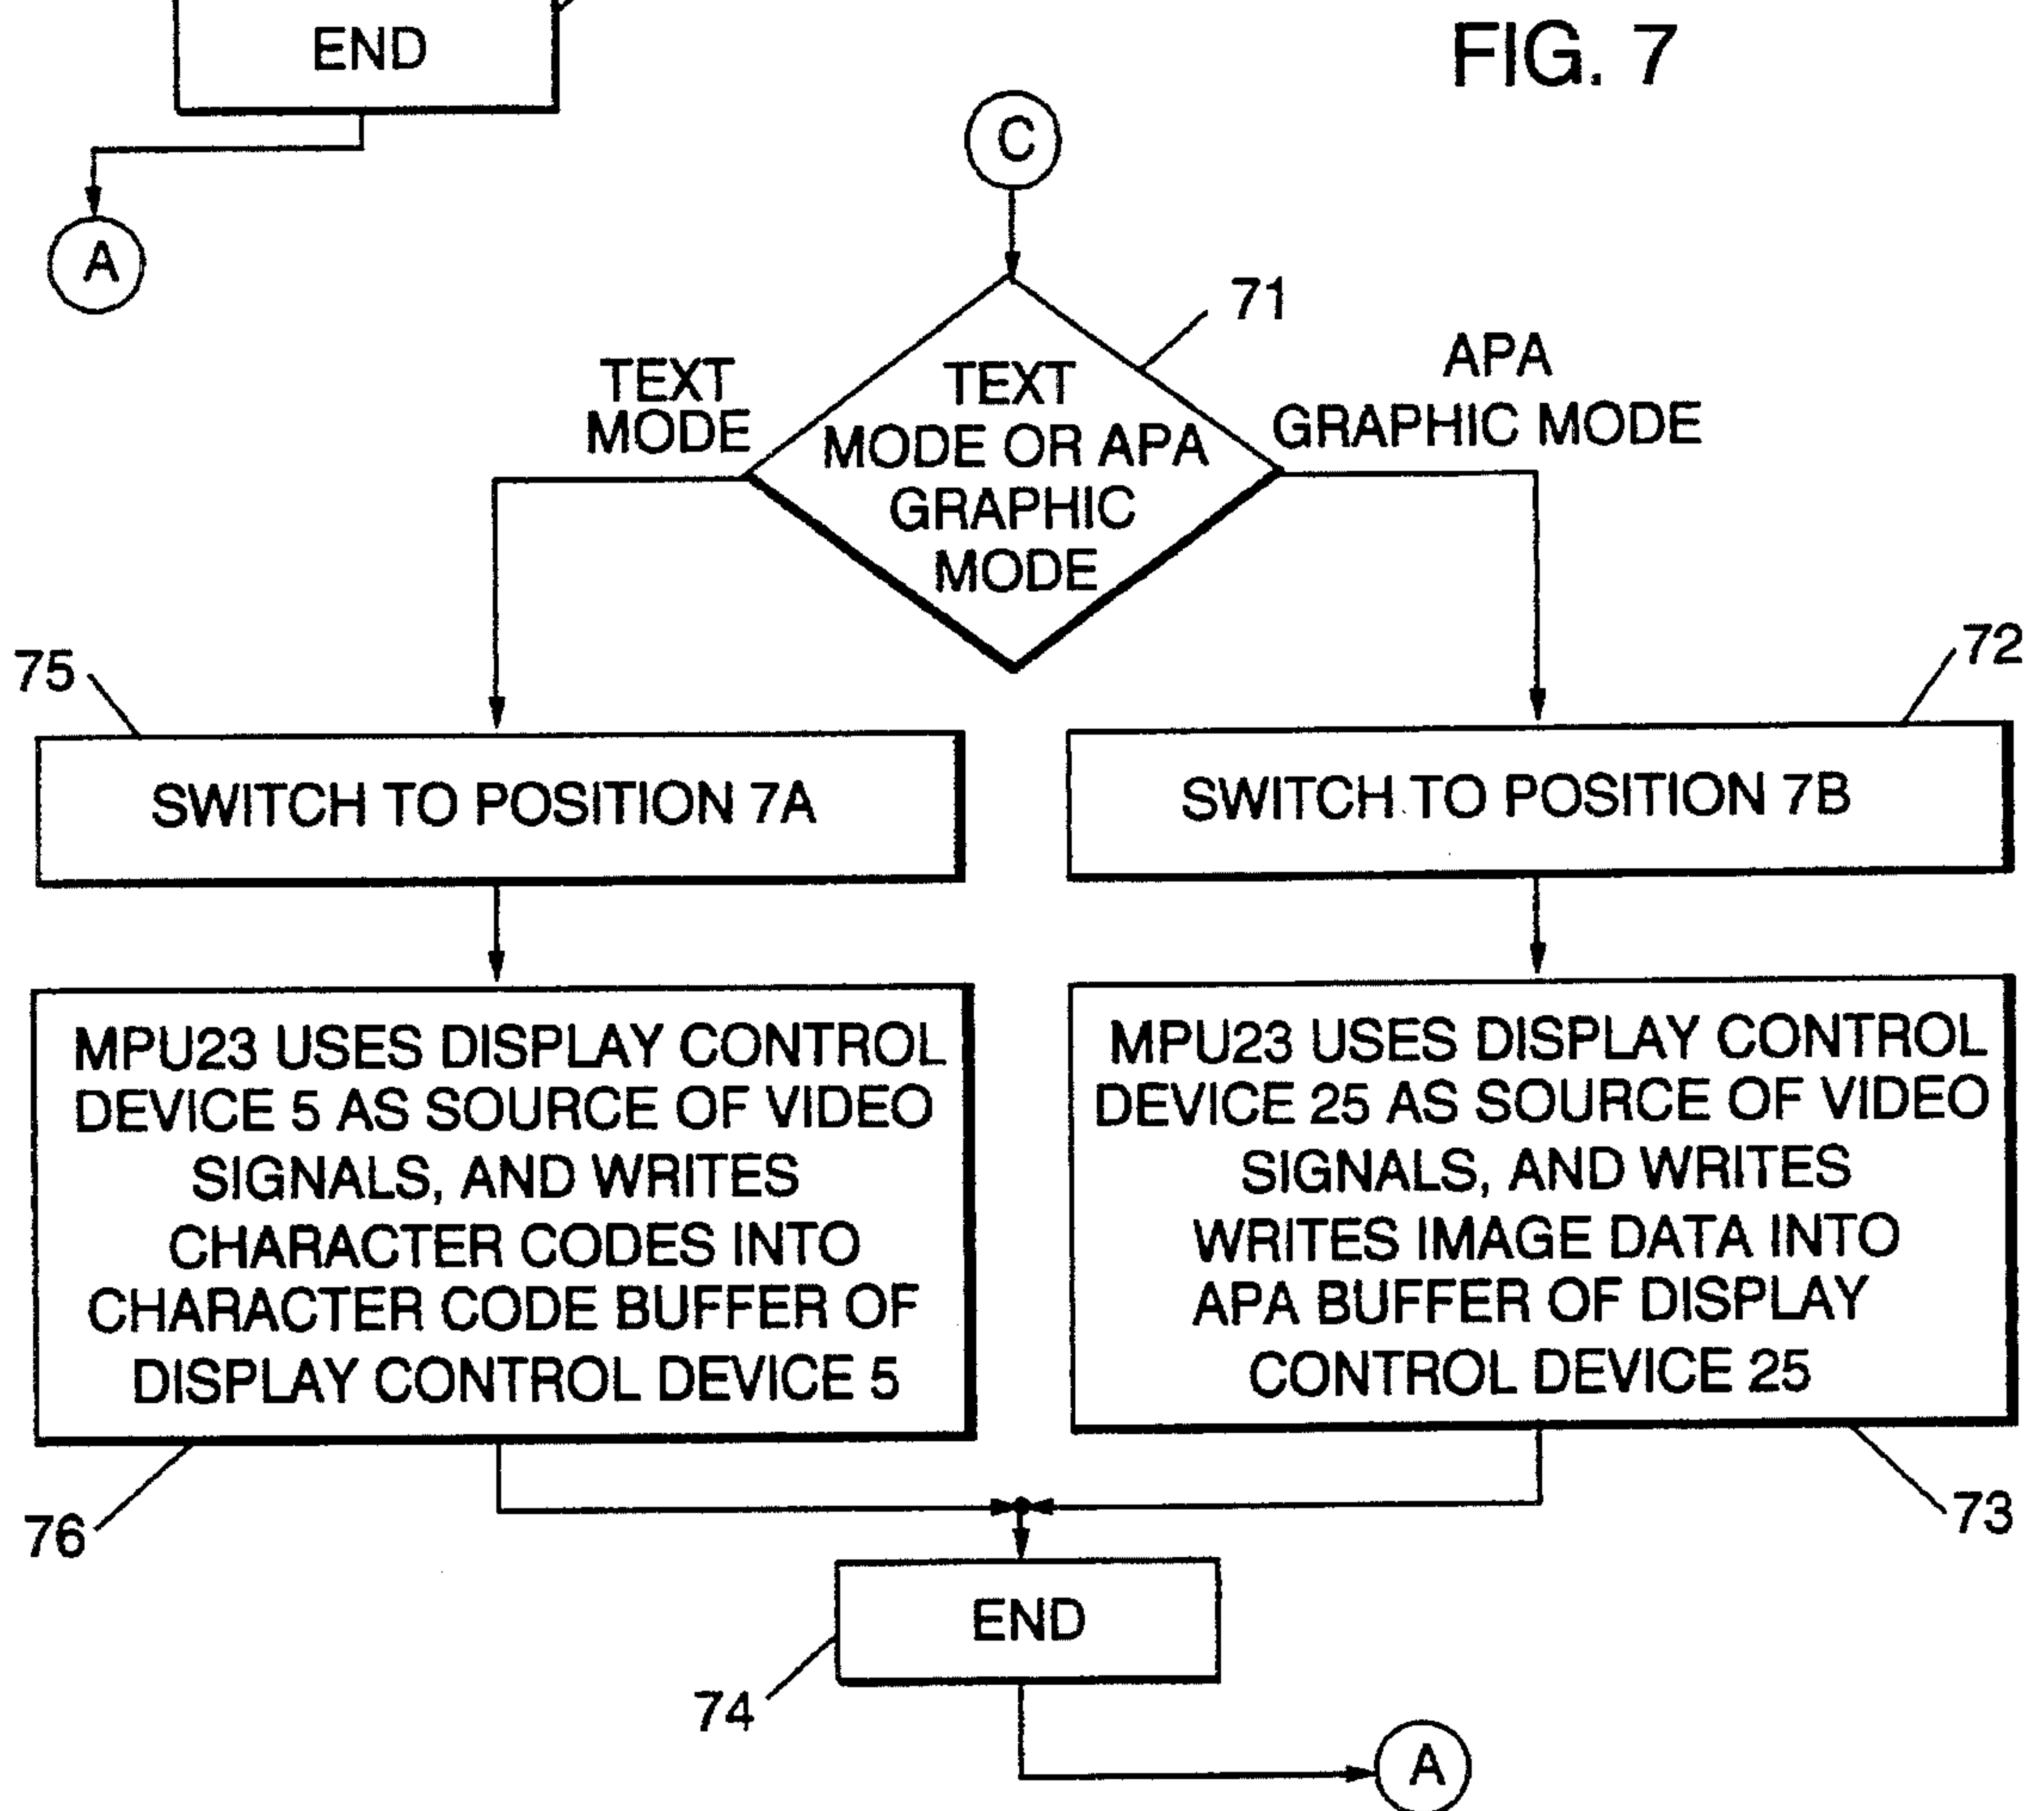 END
FIG. 7
C
A
71
TEXT
MODE
TEXT
MODE OR APA
GRAPHIC
MODE
APA
GRAPHIC MODE
75
72
SWITCH TO POSITION 7A
SWITCH TO POSITION 7B
MPU23 USES DISPLAY CONTROL
DEVICE 5 AS SOURCE OF VIDEO
SIGNALS, AND WRITES
CHARACTER CODES INTO
CHARACTER CODE BUFFER OF
DISPLAY CONTROL DEVICE 5
MPU23 USES DISPLAY CONTROL
DEVICE 25 AS SOURCE OF VIDEO
SIGNALS, AND WRITES
WRITES IMAGE DATA INTO
APA BUFFER OF DISPLAY
CONTROL DEVICE 25
76
73
END
74
A